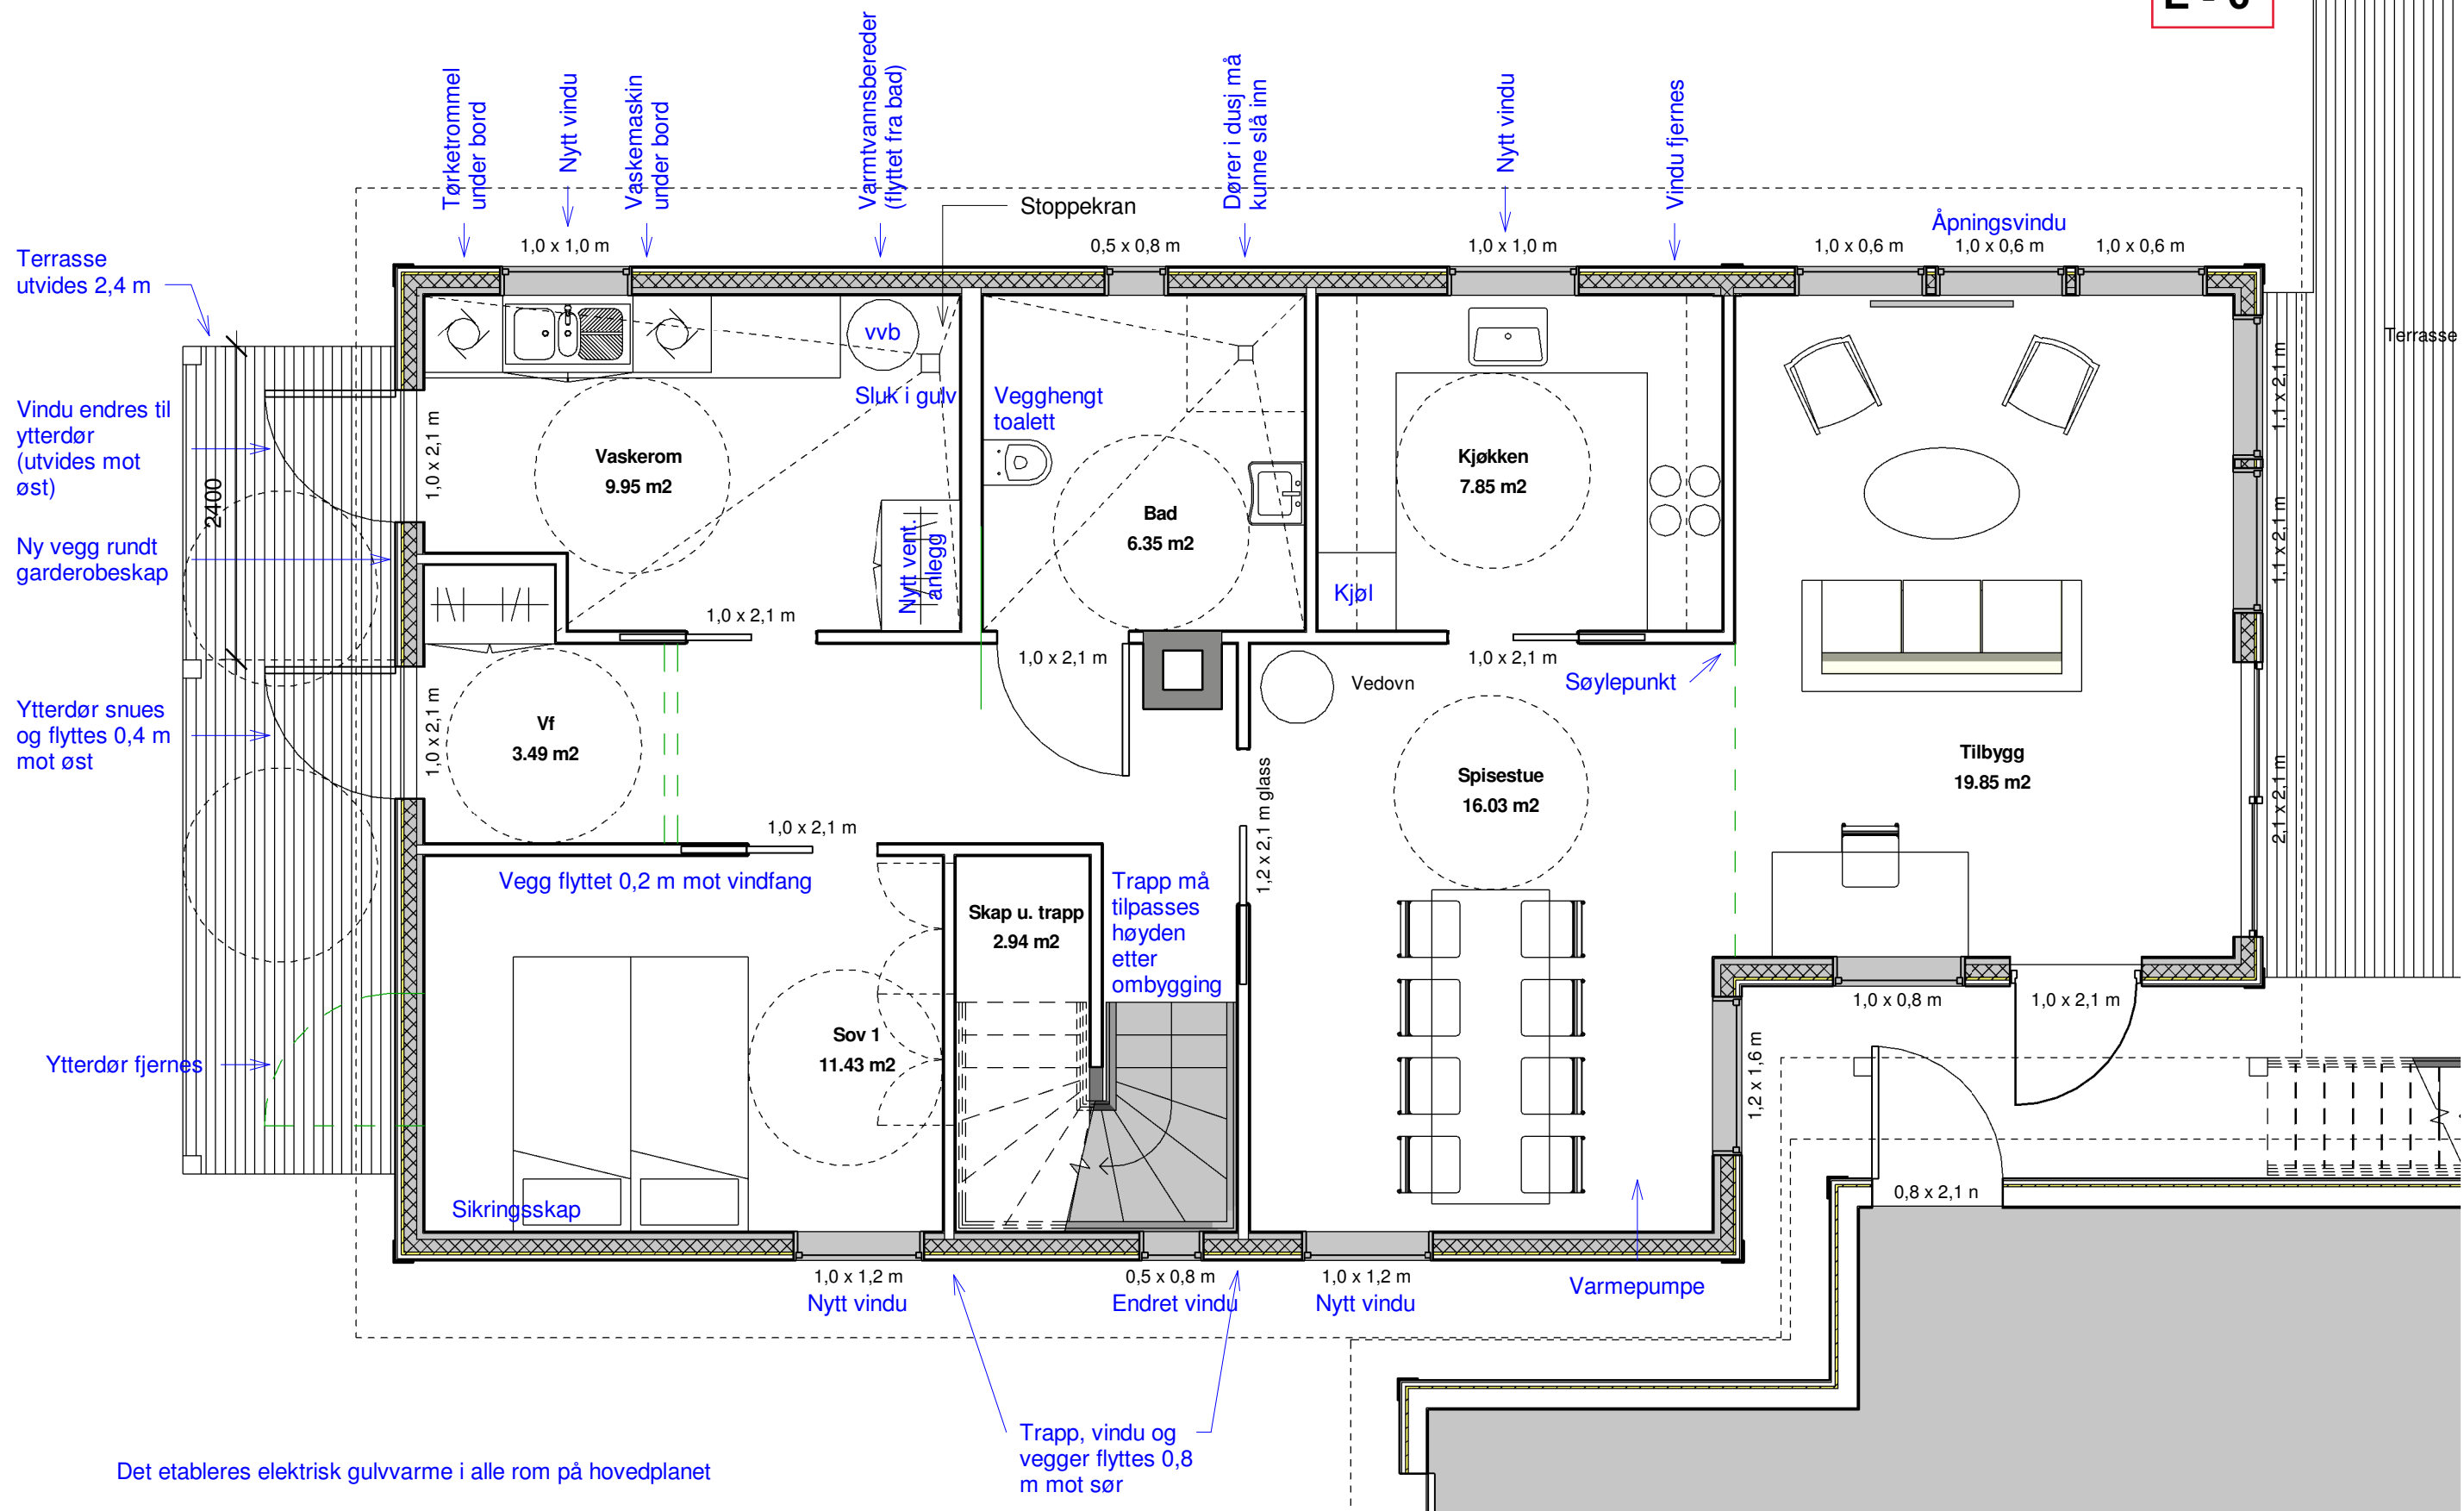 E - 6
Tørketrommel
under bord
Nytt vindu
Vaskemaskin
under bord
Varmtvannsbereder
(flyttet fra bad)
Dører i dusj må
kunne slå inn
Nytt vindu
Vindu fjernes
Stoppekran
Åpningsvindu
1,0 x 1,0 m
0,5 x 0,8 m
1,0 x 1,0 m
1,0 x 0,6 m
1,0 x 0,6 m
1,0 x 0,6 m
Terrasse
utvides 2,4 m
Terrasse
vvb
Sluk i gulv
Vegghengt
toalett
1,1 x 2,1 m
Vindu endres til
ytterdør
(utvides mot
øst)
2400
1,0 x 2,1 m
Vaskerom
9.95 m2
Kjøkken
7.85 m2
Bad
6.35 m2
Nytt vent.
anlegg
1,1 x 2,1 m
Ny vegg rundt
garderobeskap
Kjøl
1,0 x 2,1 m
1,0 x 2,1 m
1,0 x 2,1 m
Vedovn
Søylepunkt
Ytterdør snues
og flyttes 0,4 m
mot øst
1,0 x 2,1 m
Vf
3.49 m2
Spisestue
16.03 m2
Tilbygg
19.85 m2
2,1 x 2,1 m
1,2 x 2,1 m glass
1,0 x 2,1 m
Vegg flyttet 0,2 m mot vindfang
Skap u. trapp
2.94 m2
Trapp må
tilpasses
høyden
etter
ombygging
1,0 x 0,8 m
1,0 x 2,1 m
Sov 1
11.43 m2
1,2 x 1,6 m
Ytterdør fjernes
0,8 x 2,1 n
Sikringsskap
1,0 x 1,2 m
Nytt vindu
0,5 x 0,8 m
Endret vindu
1,0 x 1,2 m
Nytt vindu
Varmepumpe
Trapp, vindu og
vegger flyttes 0,8
m mot sør
Det etableres elektrisk gulvvarme i alle rom på hovedplanet